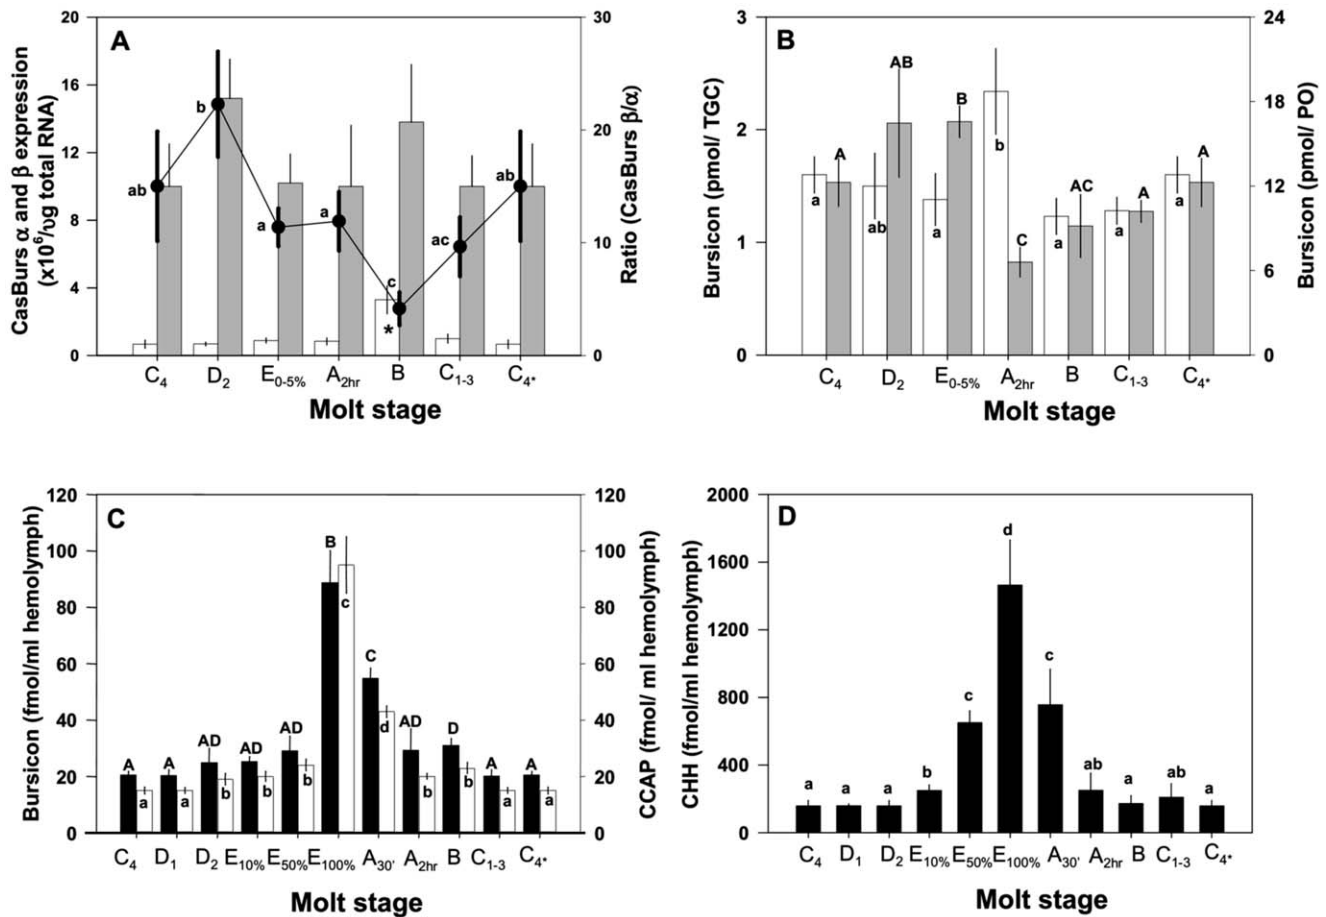 A
CasBurs α and β expression
(x10⁶/υg total RNA)
20
16
12
8
4
0
30
20
10
0
Ratio (CasBurs β/α)
ab
b
a
a
c
*
ac
ab
C₄ D₂ E₀₋₅% A₂hr B C₁₋₃ C₄*
Molt stage
B
Bursicon (pmol/ TGC)
3
2
1
0
24
18
12
6
0
Bursicon (pmol/ PO)
A AB B C AC A A
a ab a b a a a
C₄ D₂ E₀₋₅% A₂hr B C₁₋₃ C₄*
Molt stage
C
Bursicon (fmol/ml hemolymph)
120
100
80
60
40
20
0
120
100
80
60
40
20
0
CCAP (fmol/ ml hemolymph)
A A AD AD AD B C AD D A A
a a b b b c d b b a a
C₄ D₁ D₂ E₁₀% E₅₀% E₁₀₀% A₃₀' A₂hr B C₁₋₃ C₄*
Molt stage
D
CHH (fmol/ml hemolymph)
2000
1600
1200
800
400
0
a a a b c d c ab a ab a
C₄ D₁ D₂ E₁₀% E₅₀% E₁₀₀% A₃₀' A₂hr B C₁₋₃ C₄*
Molt stage